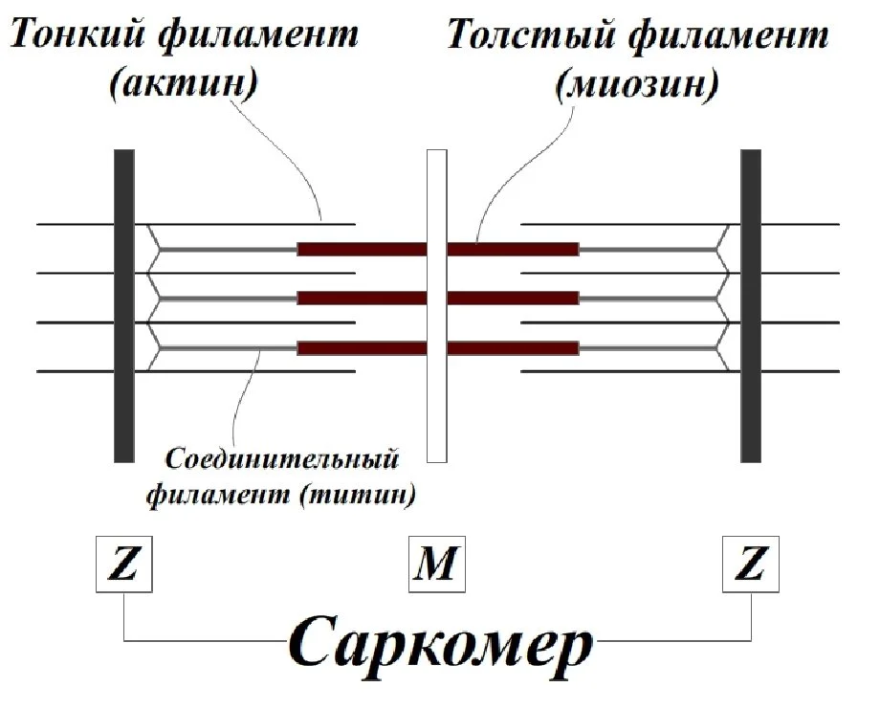 Тонкий филамент
(актин)
Толстый филамент
(миозин)
Соединительный
филамент (титин)
Z
M
Z
Саркомер